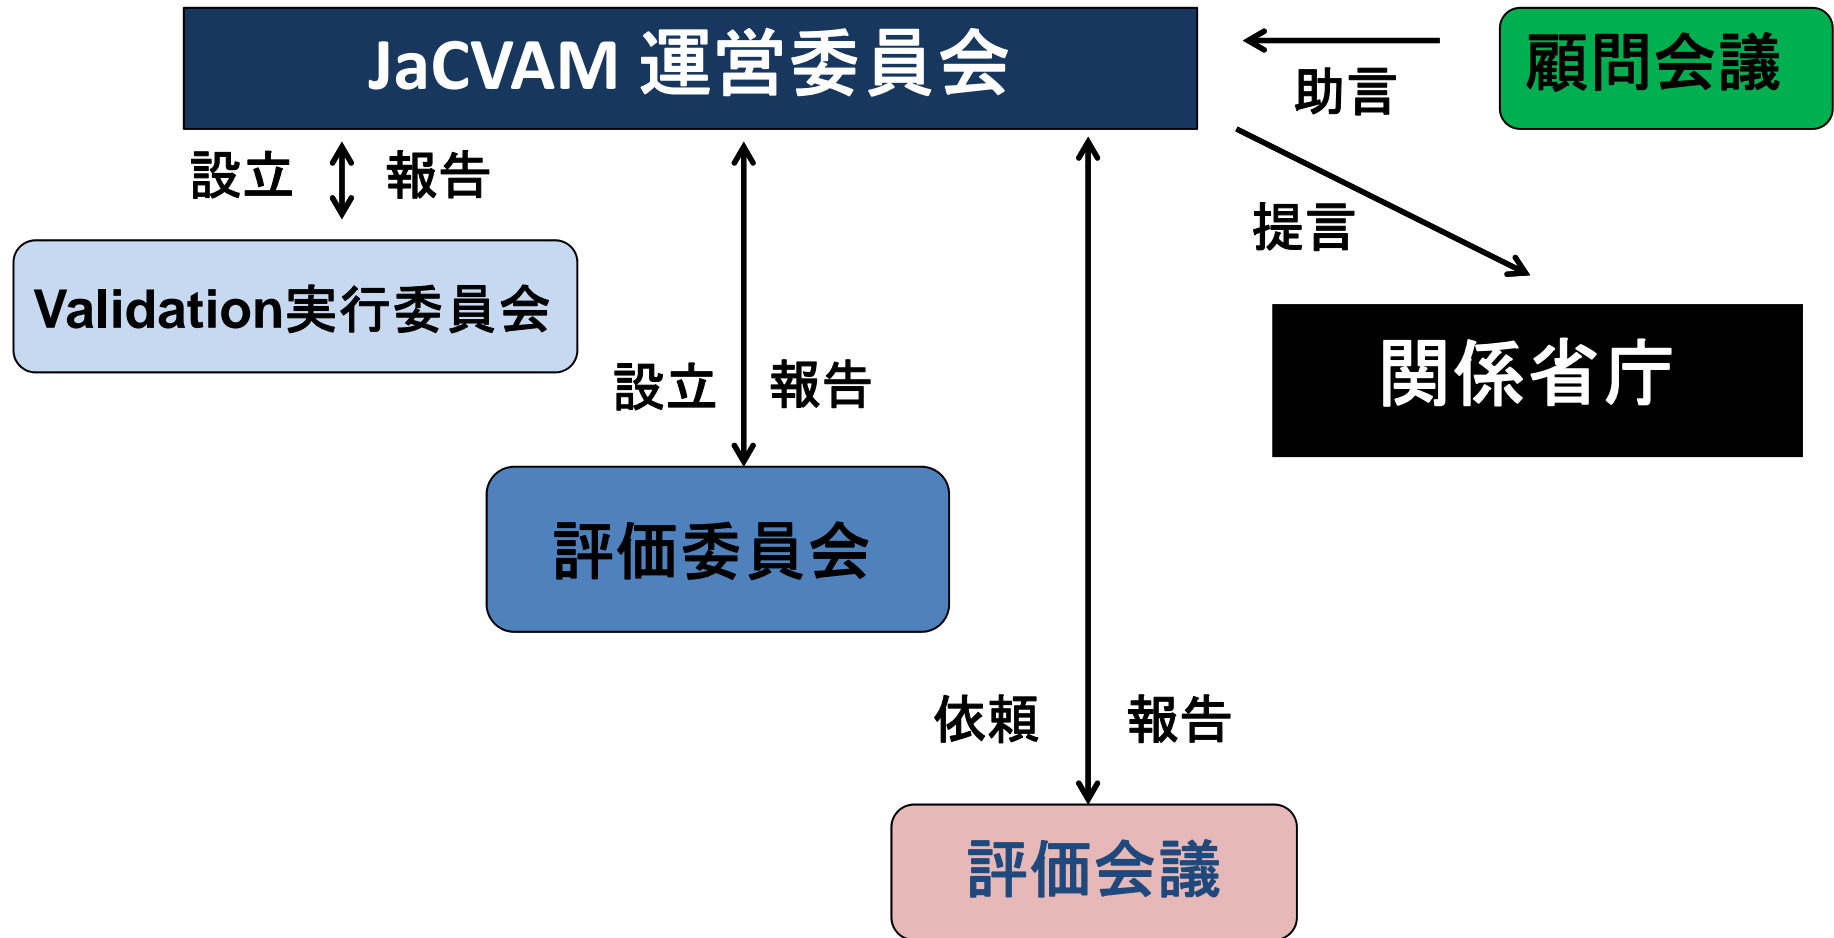 JaCVAM 運営委員会
顧問会議
助言
設立
報告
提言
Validation実行委員会
関係省庁
設立
報告
評価委員会
依頼
報告
評価会議